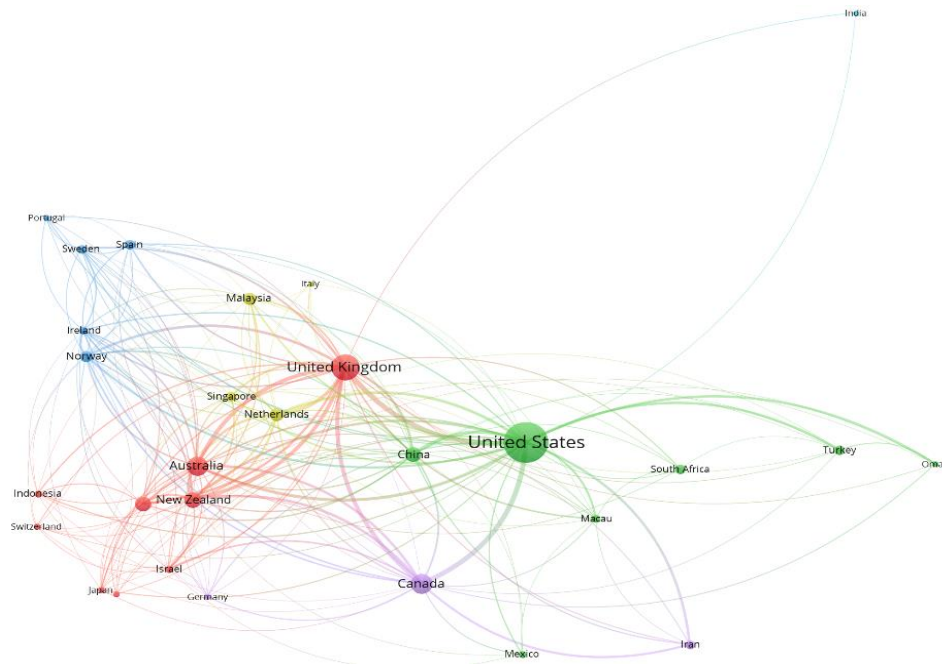 India
Portugal
Sweden
Spain
Italy
Malaysia
Ireland
Norway
United Kingdom
Singapore
Netherlands
United States
China
Turkey
Australia
South Africa
Oma
Indonesia
New Zealand
Macau
Switzerland
Israel
Canada
Japan
Germany
Iran
Mexico